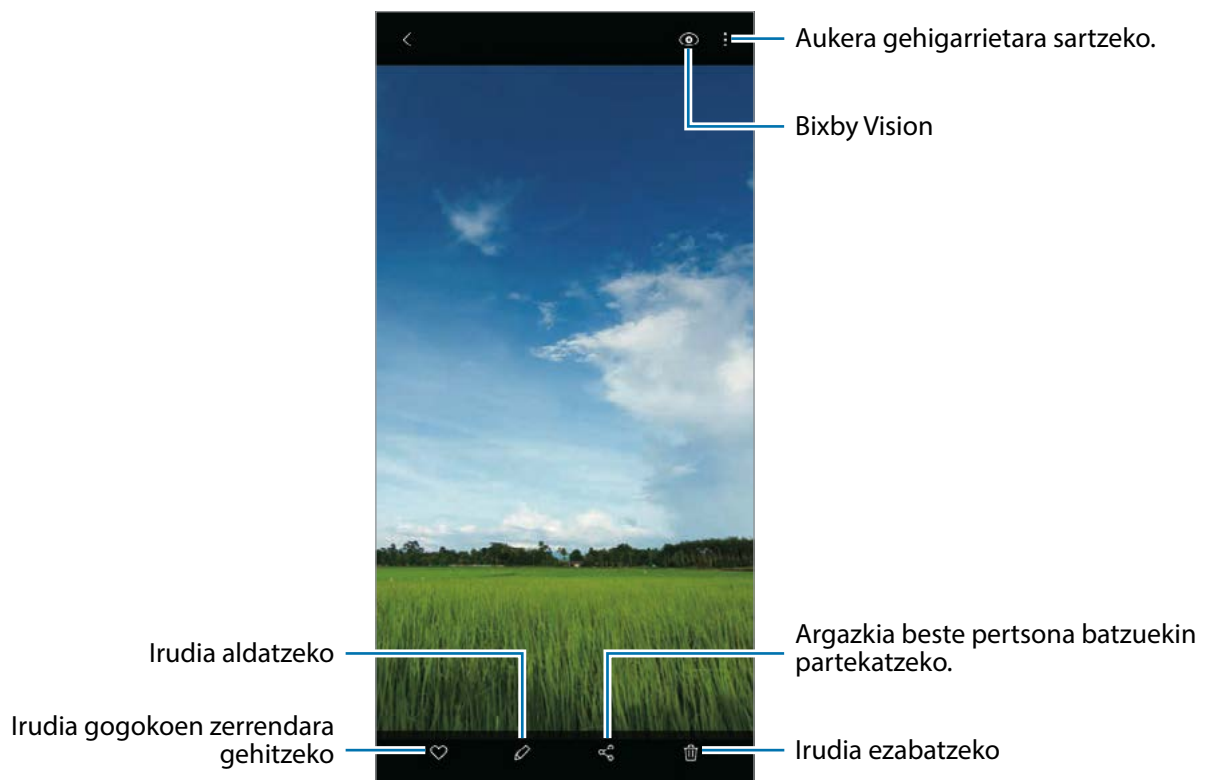 Aukera gehigarrietara sartzeko.
Bixby Vision
Irudia aldatzeko
Argazkia beste pertsona batzuekin
partekatzeko.
Irudia gogokoen zerrendara
gehitzeko
Irudia ezabatzeko